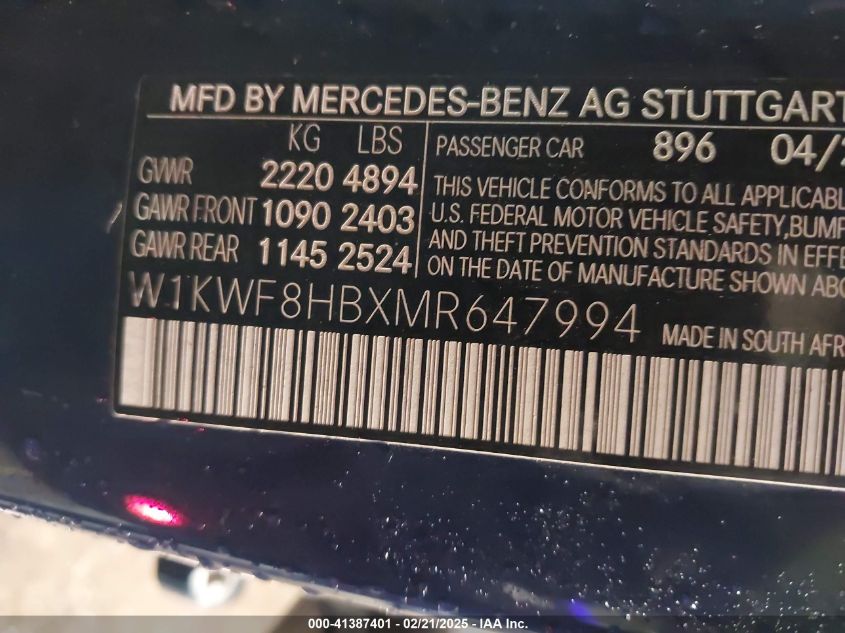 MFD BY MERCEDES-BENZ AG STUTTGART
KG LBS
GVWR 2220 4894
GAWR FRONT 1090 2403
GAWR REAR 1145 2524
PASSENGER CAR 896 04/
THIS VEHICLE CONFORMS TO ALL APPLICABL
U.S. FEDERAL MOTOR VEHICLE SAFETY, BUMP
AND THEFT PREVENTION STANDARDS IN EFFE
ON THE DATE OF MANUFACTURE SHOWN ABO
W1KWF8HBXMR647994
MADE IN SOUTH AFR
000-41387401 - 02/21/2025 - IAA Inc.